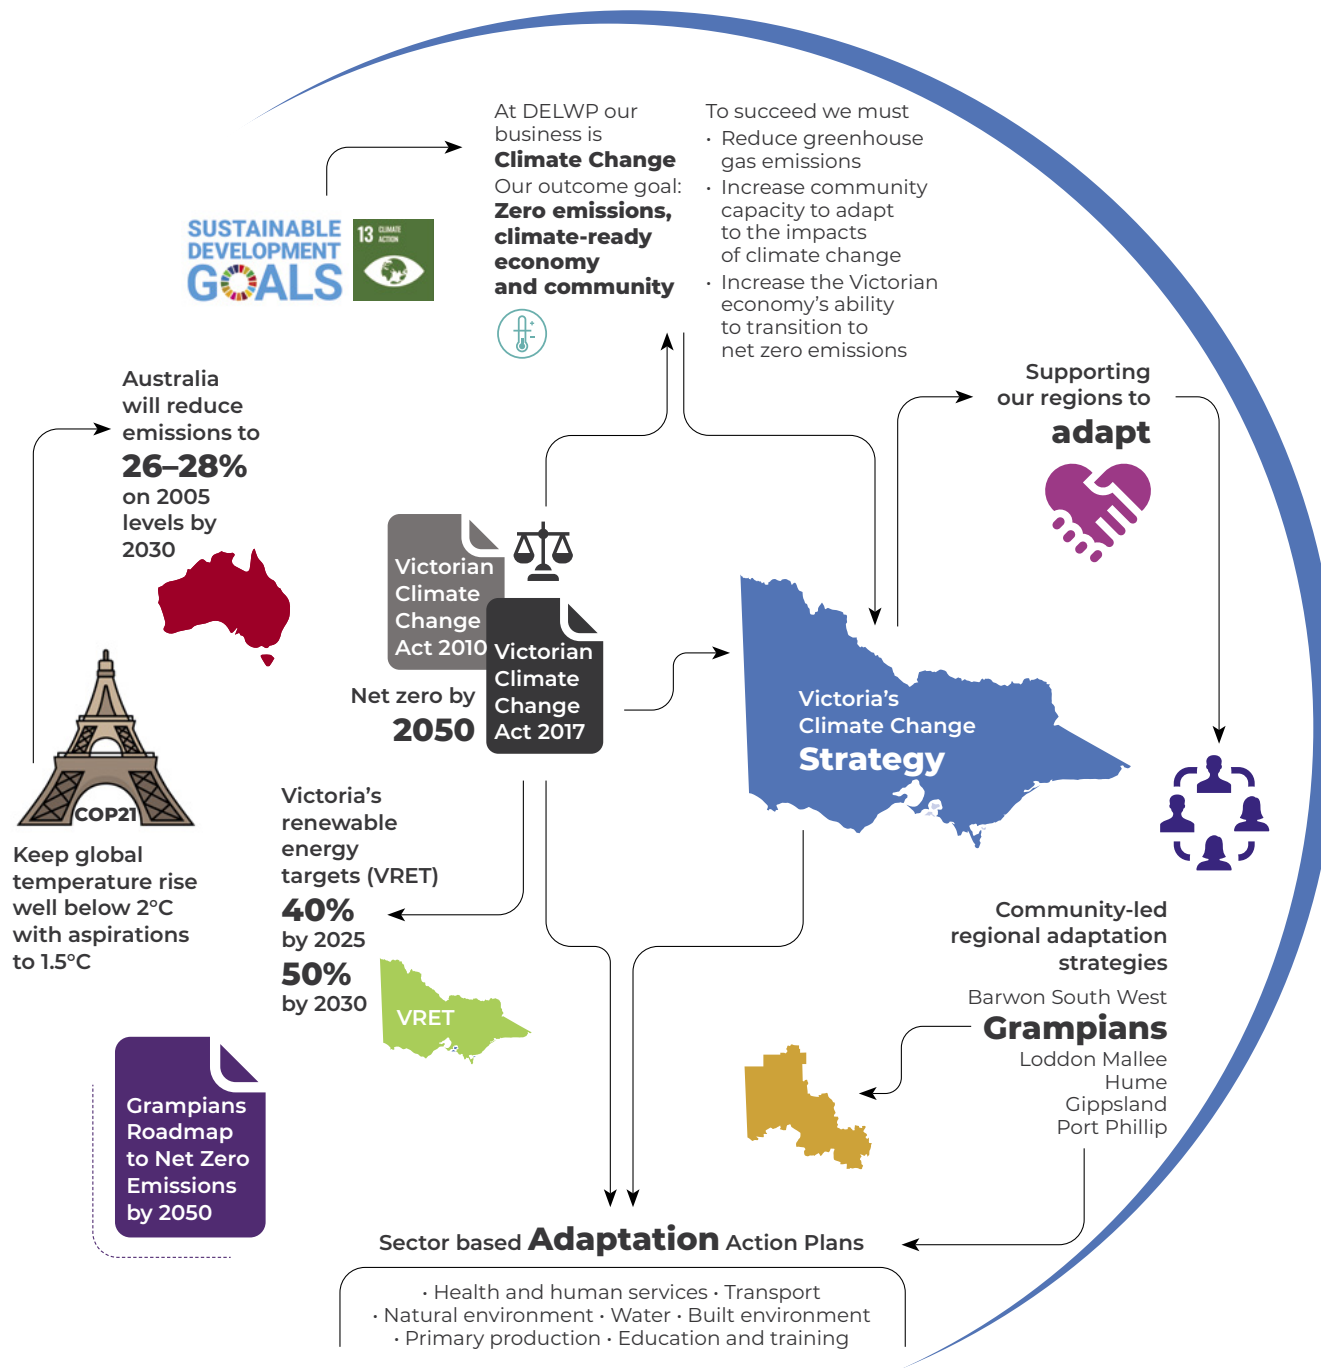 At DELWP our
business is
Climate Change
Our outcome goal:
Zero emissions,
climate-ready
economy
and community
To succeed we must
· Reduce greenhouse
gas emissions
· Increase community
capacity to adapt
to the impacts
of climate change
· Increase the Victorian
economy’s ability
to transition to
net zero emissions
SUSTAINABLE
DEVELOPMENT
GOALS
13 CLIMATE
ACTION
Australia
will reduce
emissions to
26–28%
on 2005
levels by
2030
Supporting
our regions to
adapt
Victorian
Climate
Change
Act 2010
Victorian
Climate
Change
Act 2017
Net zero by
2050
Victoria’s
Climate Change
Strategy
COP21
Keep global
temperature rise
well below 2°C
with aspirations
to 1.5°C
Victoria’s
renewable
energy
targets (VRET)
40%
by 2025
50%
by 2030
VRET
Community-led
regional adaptation
strategies
Barwon South West
Grampians
Loddon Mallee
Hume
Gippsland
Port Phillip
Grampians
Roadmap
to Net Zero
Emissions
by 2050
Sector based Adaptation Action Plans
· Health and human services · Transport
· Natural environment · Water · Built environment
· Primary production · Education and training